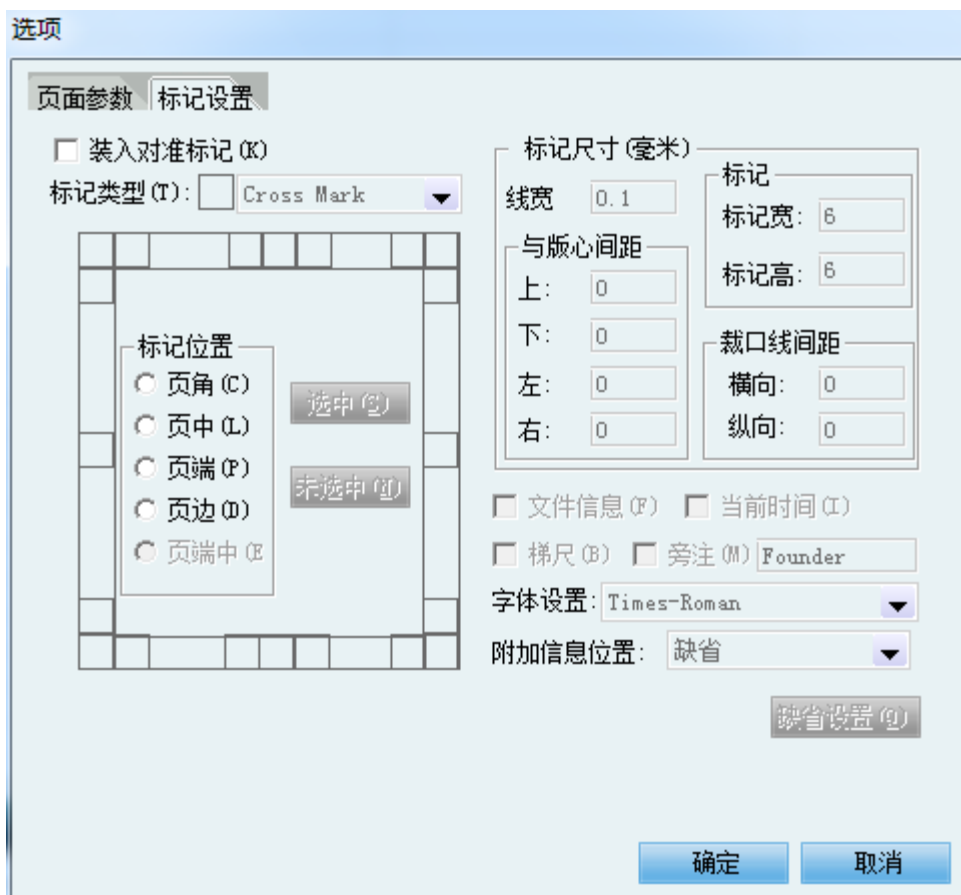 选项
页面参数 标记设置
装入对准标记(K)
标记类型(T): Cross Mark
标记位置
页角(C)
页中(L)
页端(P)
页边(D)
页端中(E
选中(S)
未选中(N)
标记尺寸(毫米)
线宽 0.1
与版心间距
上: 0
下: 0
左: 0
右: 0
标记
标记宽: 6
标记高: 6
裁口线间距
横向: 0
纵向: 0
文件信息(F) 当前时间(I)
梯尺(B) 旁注(M) Founder
字体设置: Times-Roman
附加信息位置: 缺省
缺省设置(Q)
确定 取消